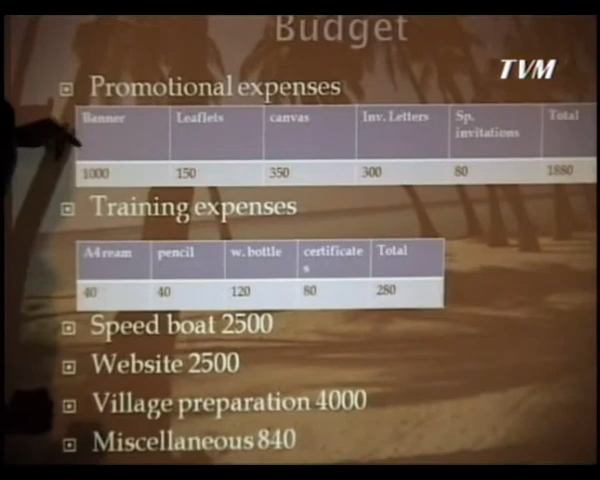 Budget
TVM
Promotional expenses
Banner Leaflets canvas Inv. Letters Sp. invitations Total
1000 150 350 300 80 1880
Training expenses
A4 ream pencil w. bottle certificates Total
40 40 120 80 280
Speed boat 2500
Website 2500
Village preparation 4000
Miscellaneous 840